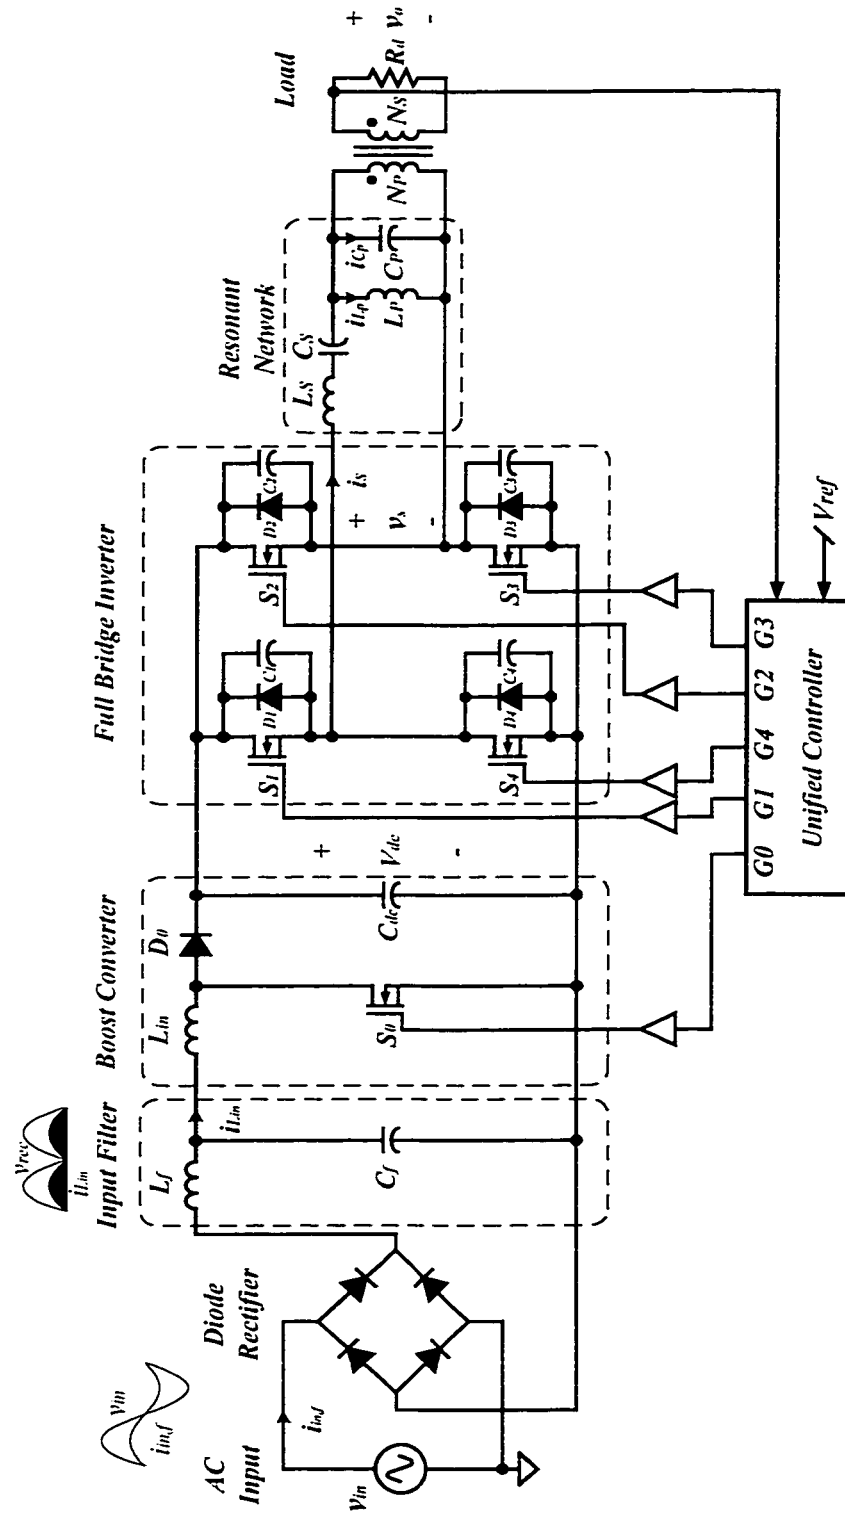 AC
Input
v_in
i_inf
v_in
i_in,f
Diode
Rectifier
Input Filter
v_rec
i_Lin
L_f
C_f
i_Lin
Boost Converter
L_in
D_0
S_0
C_dc
+
V_dc
-
Full Bridge Inverter
S_1
D_1
C_1
S_2
D_2
C_2
S_4
D_4
C_4
S_3
D_3
C_3
+
v_s
-
i_s
Resonant
Network
L_S
C_S
i_Lp
L_P
i_Cp
C_P
N_P
N_S
Load
R_d
+
v_o
-
G0
G1
G4
G2
G3
Unified Controller
V_ref